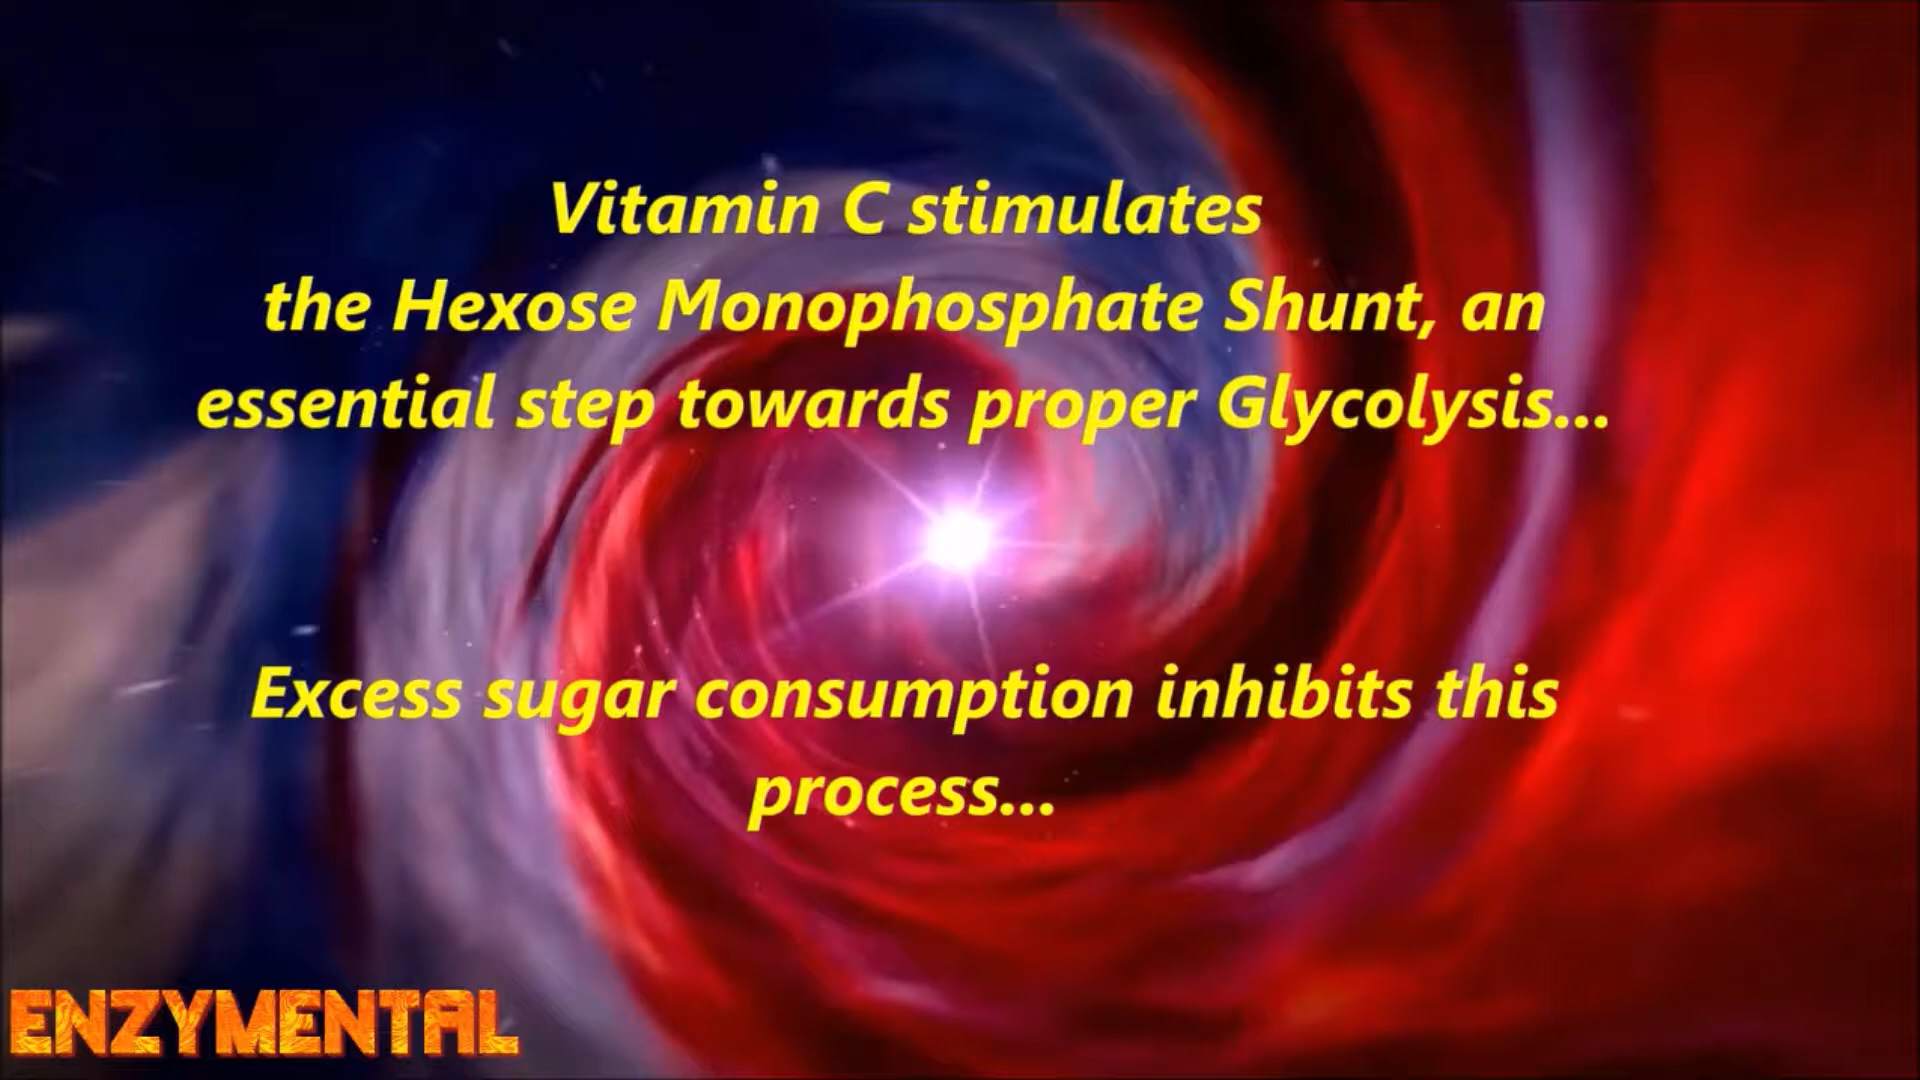 Vitamin C stimulates
the Hexose Monophosphate Shunt, an
essential step towards proper Glycolysis...
Excess sugar consumption inhibits this
process...
ENZYMENTAL